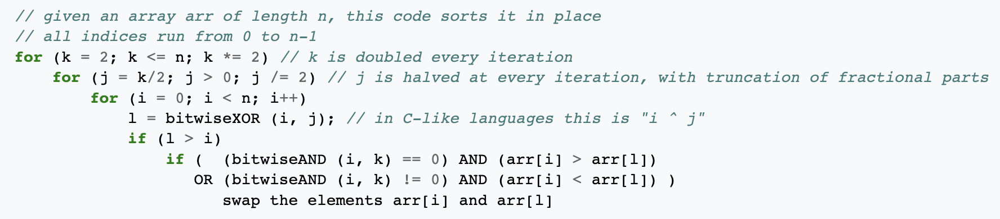 // given an array arr of length n, this code sorts it in place
// all indices run from 0 to n-1
for (k = 2; k <= n; k *= 2) // k is doubled every iteration
    for (j = k/2; j > 0; j /= 2) // j is halved at every iteration, with truncation of fractional parts
        for (i = 0; i < n; i++)
            l = bitwiseXOR (i, j); // in C-like languages this is "i ^ j"
            if (l > i)
                if (  (bitwiseAND (i, k) == 0) AND (arr[i] > arr[l])
                   OR (bitwiseAND (i, k) != 0) AND (arr[i] < arr[l]) )
                      swap the elements arr[i] and arr[l]